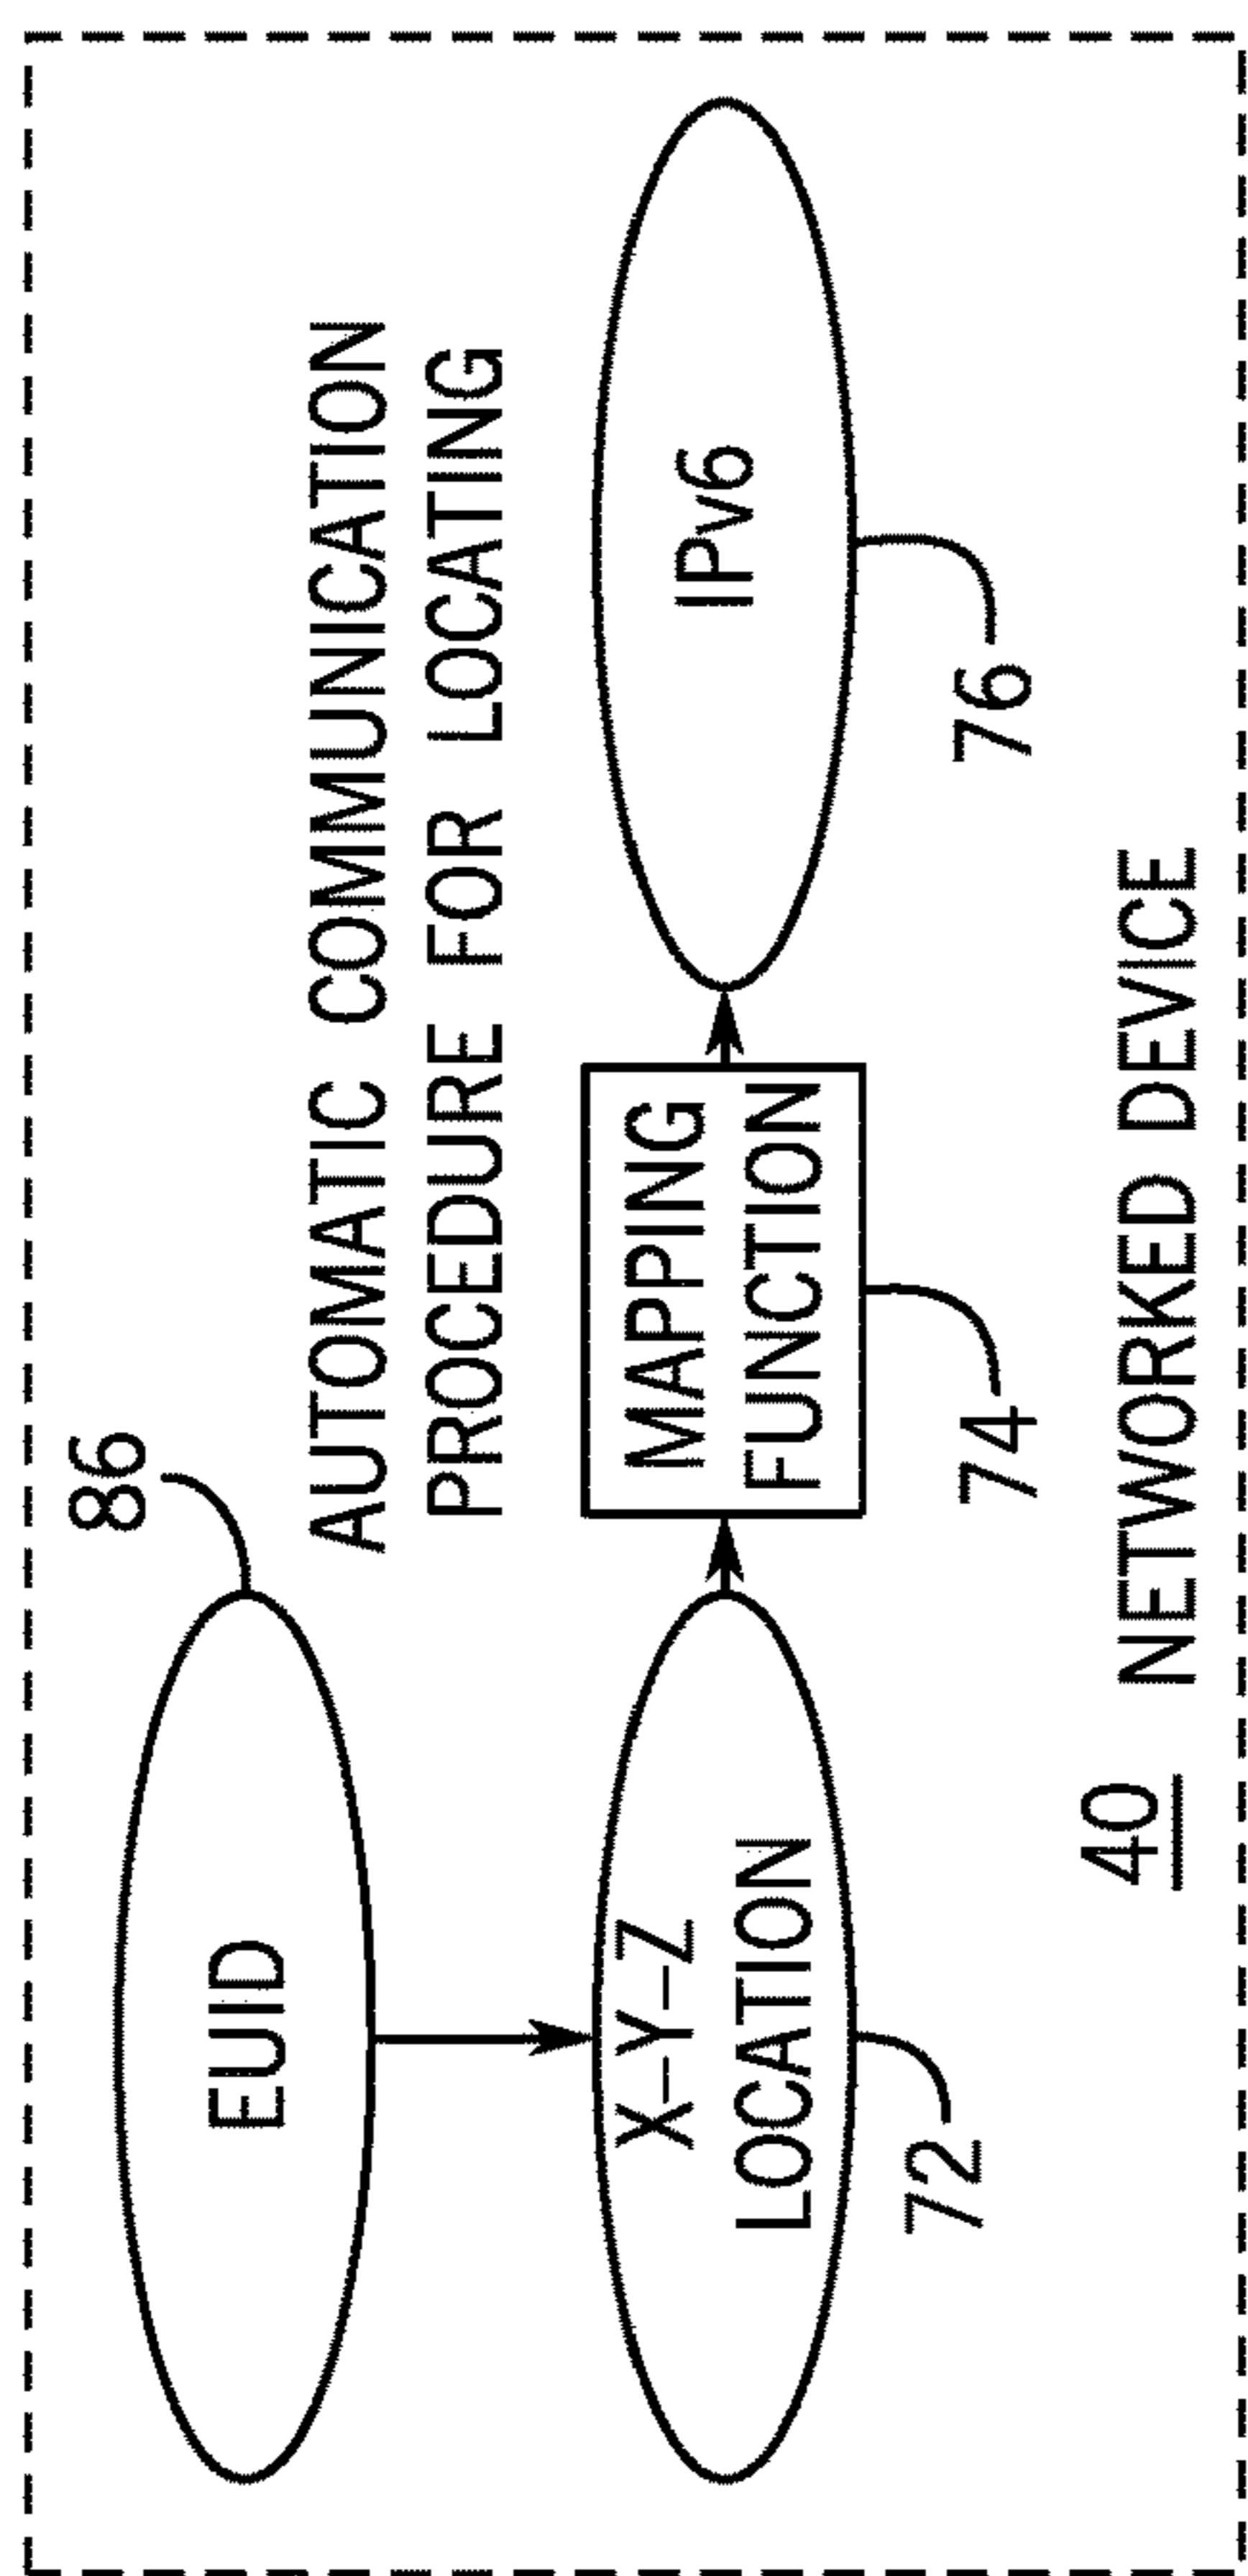 86
EUID
AUTOMATIC COMMUNICATION
PROCEDURE FOR LOCATING
X-Y-Z
LOCATION
MAPPING
FUNCTION
IPv6
72
74
76
40 NETWORKED DEVICE